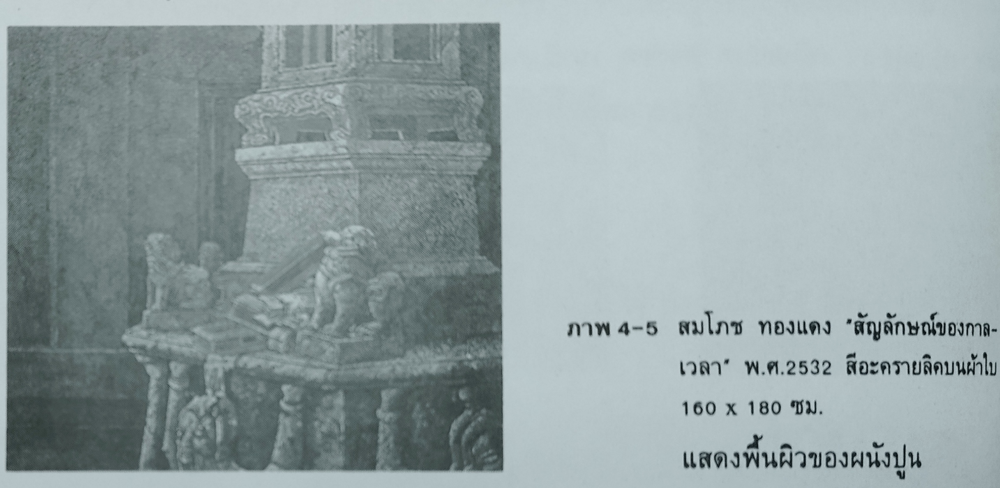 ภาพ 4-5 สมโภช ทองแดง "สัญลักษณ์ของกาล-
เวลา" พ.ศ.2532 สีอะครายลิคบนผ้าใบ
160 x 180 ซม.
แสดงพื้นผิวของผนังปูน